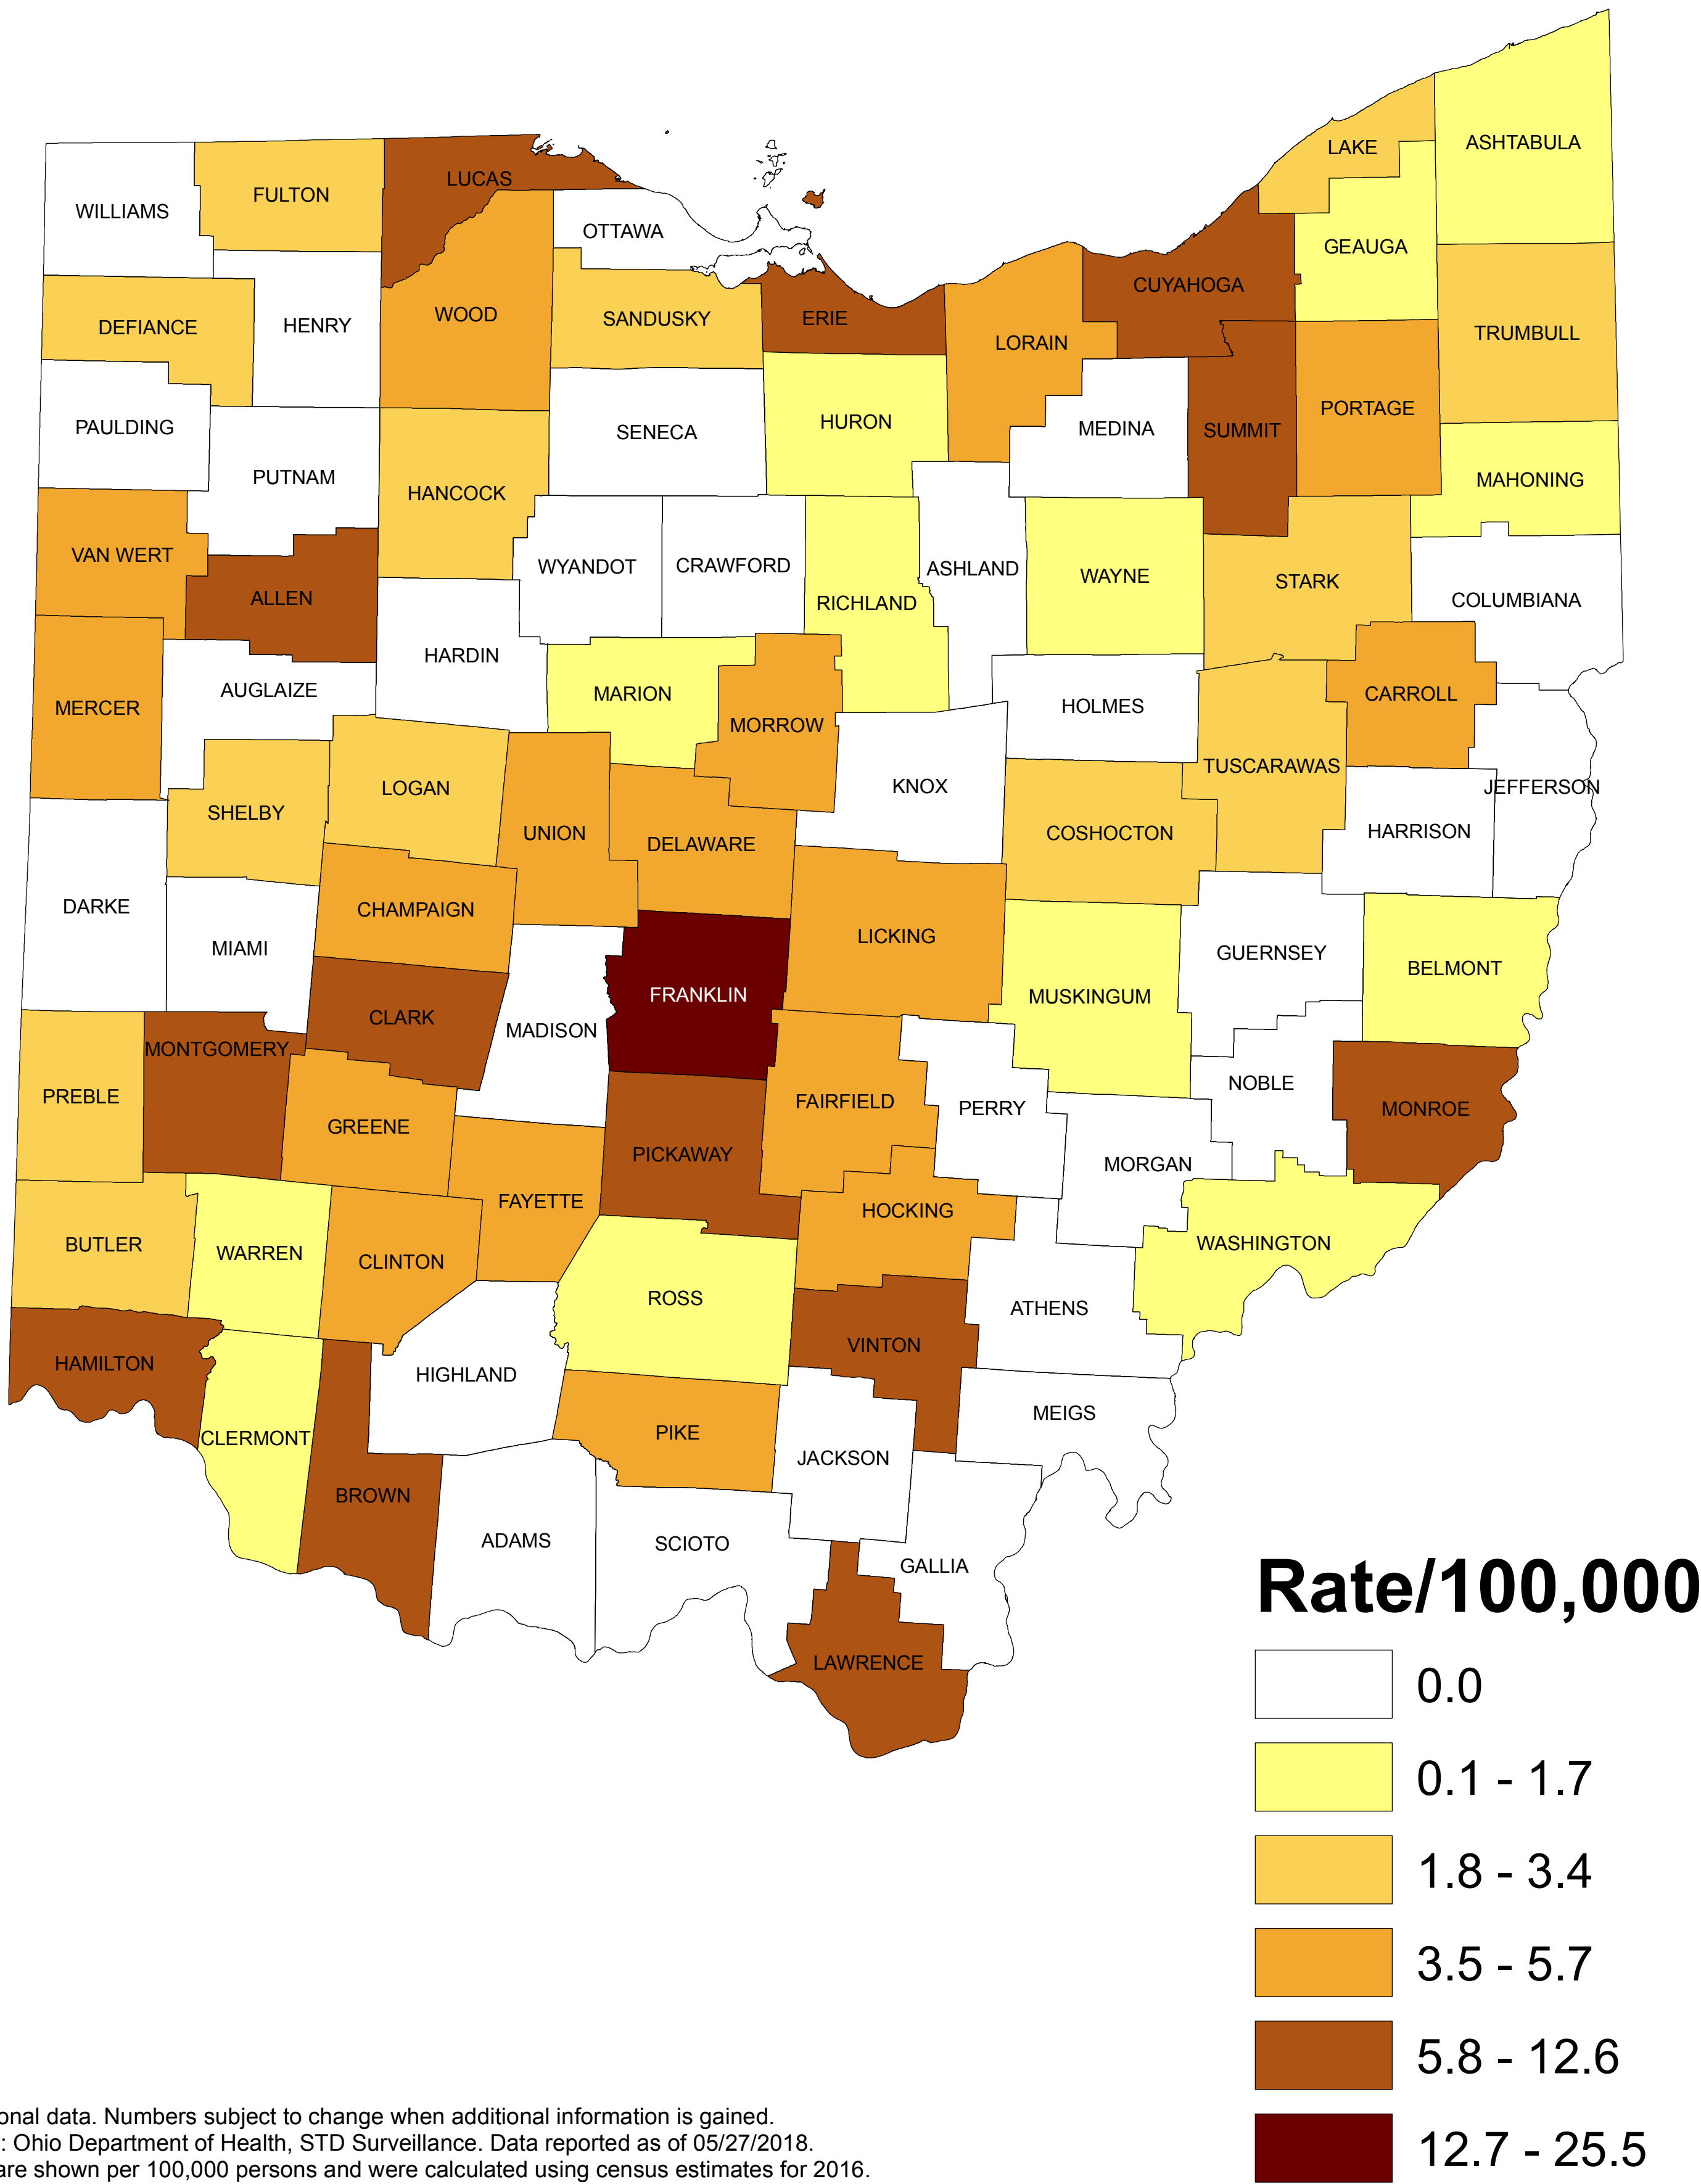 ASHTABULA
LAKE
LUCAS
FULTON
WILLIAMS
OTTAWA
GEAUGA
CUYAHOGA
DEFIANCE
HENRY
WOOD
SANDUSKY
ERIE
LORAIN
TRUMBULL
PAULDING
SENECA
HURON
MEDINA
SUMMIT
PORTAGE
PUTNAM
HANCOCK
MAHONING
VAN WERT
ALLEN
WYANDOT
CRAWFORD
RICHLAND
ASHLAND
WAYNE
STARK
COLUMBIANA
HARDIN
MERCER
AUGLAIZE
MARION
MORROW
HOLMES
CARROLL
TUSCARAWAS
KNOX
LOGAN
SHELBY
UNION
DELAWARE
COSHOCTON
HARRISON
JEFFERSON
DARKE
CHAMPAIGN
MIAMI
LICKING
GUERNSEY
BELMONT
FRANKLIN
MUSKINGUM
CLARK
MADISON
MONTGOMERY
PREBLE
GREENE
FAIRFIELD
PERRY
NOBLE
MONROE
PICKAWAY
MORGAN
FAYETTE
HOCKING
BUTLER
WARREN
CLINTON
WASHINGTON
ROSS
ATHENS
VINTON
HAMILTON
HIGHLAND
MEIGS
CLERMONT
PIKE
JACKSON
BROWN
ADAMS
SCIOTO
GALLIA
LAWRENCE
Rate/100,000
0.0
0.1 - 1.7
1.8 - 3.4
3.5 - 5.7
5.8 - 12.6
12.7 - 25.5
onal data. Numbers subject to change when additional information is gained.
: Ohio Department of Health, STD Surveillance. Data reported as of 05/27/2018.
are shown per 100,000 persons and were calculated using census estimates for 2016.